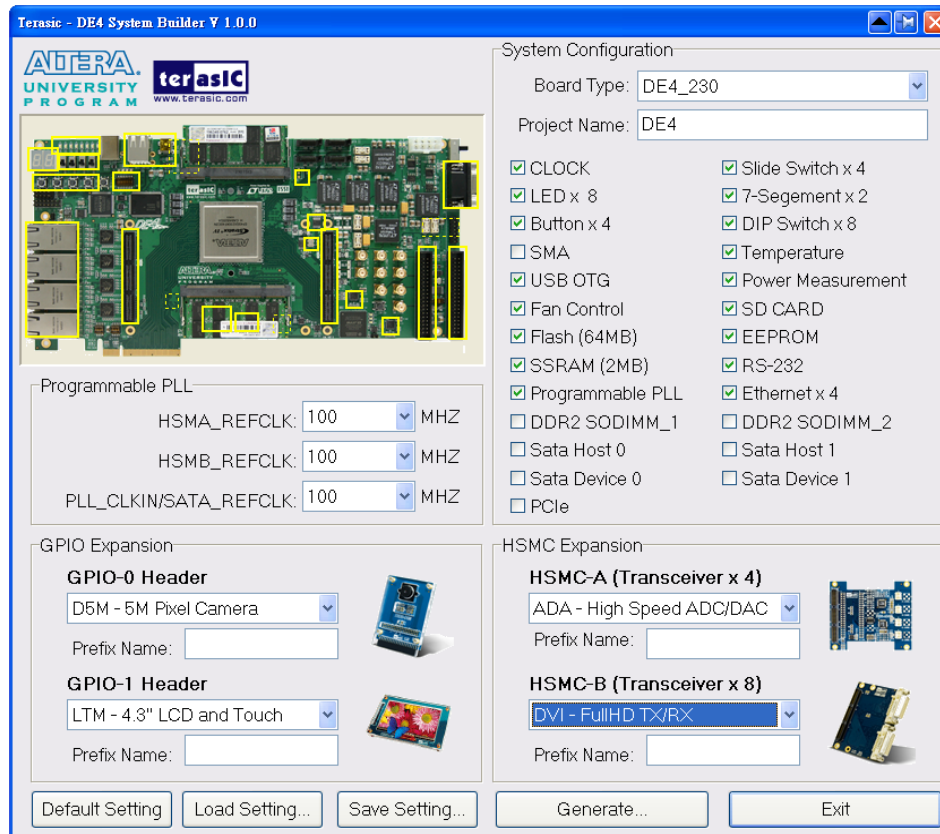 Terasic - DE4 System Builder V 1.0.0
ALTERA.
UNIVERSITY
PROGRAM
terasIC
www.terasic.com
System Configuration
Board Type: DE4_230
Project Name: DE4
CLOCK
Slide Switch x 4
LED x 8
7-Segement x 2
Button x 4
DIP Switch x 8
SMA
Temperature
USB OTG
Power Measurement
Fan Control
SD CARD
Flash (64MB)
EEPROM
SSRAM (2MB)
RS-232
Programmable PLL
Ethernet x 4
DDR2 SODIMM_1
DDR2 SODIMM_2
Sata Host 0
Sata Host 1
Sata Device 0
Sata Device 1
PCIe
Programmable PLL
HSMA_REFCLK: 100 MHZ
HSMB_REFCLK: 100 MHZ
PLL_CLKIN/SATA_REFCLK: 100 MHZ
GPIO Expansion
GPIO-0 Header
D5M - 5M Pixel Camera
Prefix Name:
GPIO-1 Header
LTM - 4.3" LCD and Touch
Prefix Name:
HSMC Expansion
HSMC-A (Transceiver x 4)
ADA - High Speed ADC/DAC
Prefix Name:
HSMC-B (Transceiver x 8)
DVI - FullHD TX/RX
Prefix Name:
Default Setting
Load Setting...
Save Setting...
Generate...
Exit